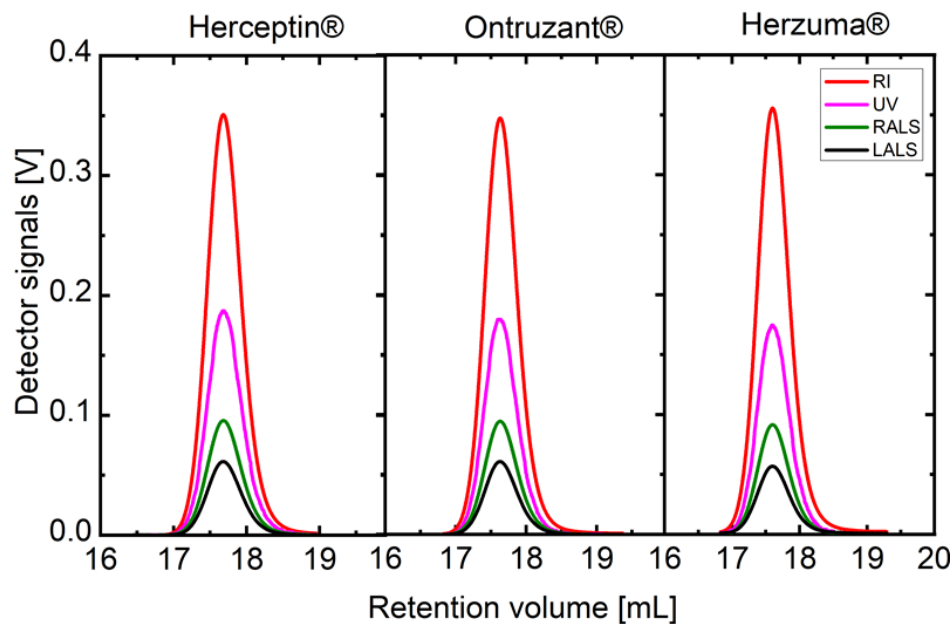 Herceptin® Ontruzant® Herzuma®
0.4
0.3
0.2
0.1
0.0
Detector signals [V]
RI
UV
RALS
LALS
16 17 18 19 16 17 18 19 16 17 18 19 20
Retention volume [mL]